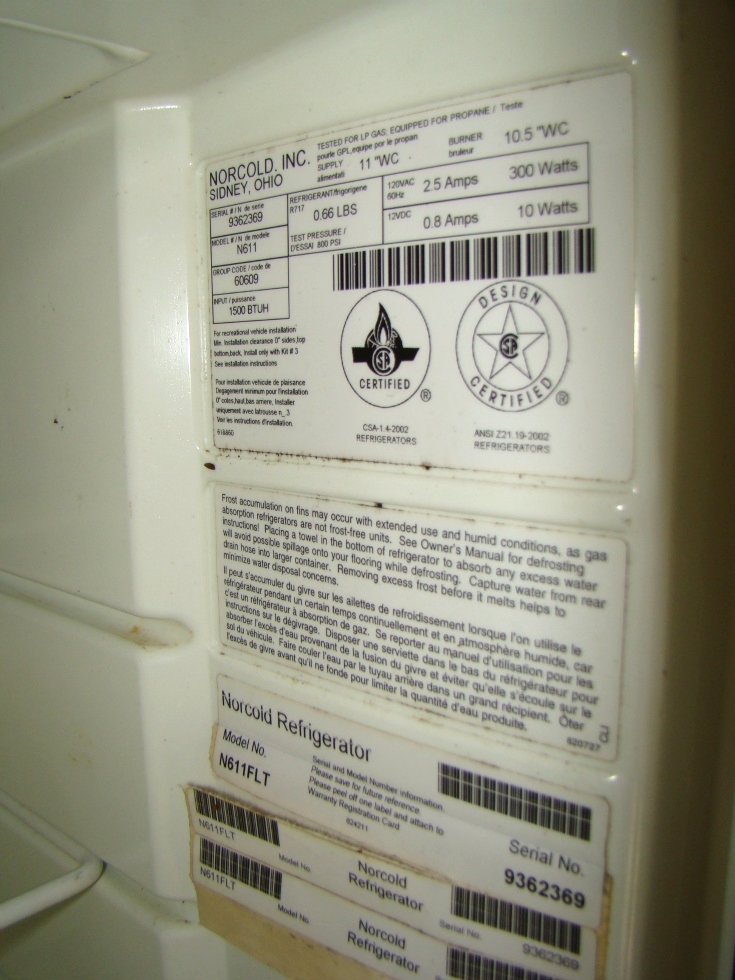 NORCOLD. INC.
SIDNEY, OHIO
TESTED FOR LP GAS; EQUIPPED FOR PROPANE / Teste
pourle GPL,equipe por le propan
SUPPLY
alimentati
11 "WC
BURNER
bruleur
10.5 "WC
SERIAL # / N de serie
9362369
MODEL # / N de modele
N611
GROUP CODE / code de
60609
INPUT / puissance
1500 BTUH
REFRIGERANT/frigorigene
R717
0.66 LBS
TEST PRESSURE /
D'ESSAI 800 PSI
120VAC
60Hz
2.5 Amps
300 Watts
12VDC
0.8 Amps
10 Watts
For recreational vehicle installation
Min. Installation clearance 0" sides,top
bottom,back, Install only with Kit # 3
See installation instructions.
Pour installation vehicule de plaisance
Degagement minimum pour l'installation
0" cotes,haut,bas arriere, Installer
uniquement avec latrousse n_ 3
Voir les instructions d'installation.
618860
CERTIFIED
®
CSA-1.4-2002
REFRIGERATORS
DESIGN
CERTIFIED
®
ANSI Z21.19-2002
REFRIGERATORS
Frost accumulation on fins may occur with extended use and humid conditions, as gas
absorption refrigerators are not frost-free units. See Owner's Manual for defrosting
instructions! Placing a towel in the bottom of refrigerator to absorb any excess water
will avoid possible spillage onto your flooring while defrosting. Capture water from rear
drain hose into larger container. Removing excess frost before it melts helps to
minimize water disposal concerns.
Il peut s'accumuler du givre sur les ailettes de refroidissement lorsque l'on utilise le
réfrigérateur pendant un certain temps continuellement et en atmosphère humide, car
c'est un réfrigérateur à absorption de gaz. Se reporter au manuel d'utilisation pour les
instructions sur le dégivrage. Disposer une serviette dans le bas du réfrigérateur pour
absorber l'excès d'eau provenant de la fusion du givre et éviter qu'elle s'écoule sur le
sol du véhicule. Faire couler l'eau par le tuyau arrière dans un grand récipient. Ôter
l'excès de givre avant qu'il ne fonde pour limiter la quantité d'eau produite.
620727
Norcold Refrigerator
Model No.
N611FLT
Serial and Model Number information.
Please save for future reference.
Please peel off one label and attach to
Warranty Registration Card
624211
Serial No.
9362369
N611FLT
Model No.
Norcold
Refrigerator
Serial No.
9362369
N611FLT
Model No
Norcold
Refrigerator